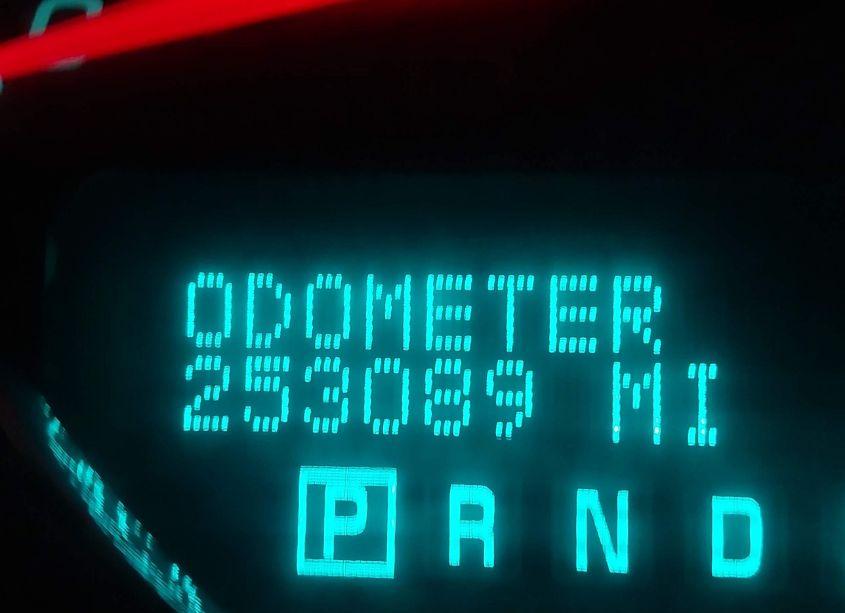 ODOMETER
253089 MI
P R N D